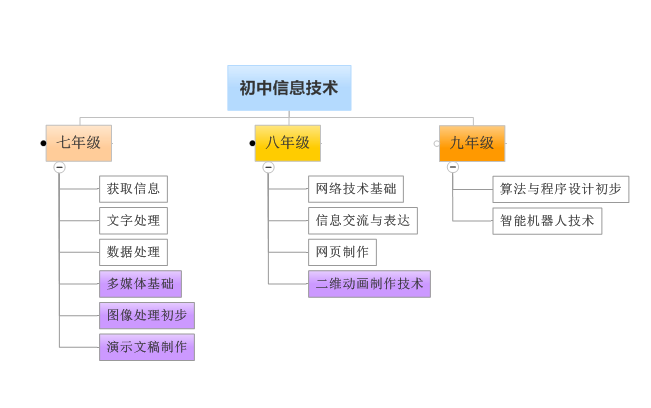 初中信息技术
七年级
八年级
九年级
获取信息
文字处理
数据处理
多媒体基础
图像处理初步
演示文稿制作
网络技术基础
信息交流与表达
网页制作
二维动画制作技术
算法与程序设计初步
智能机器人技术